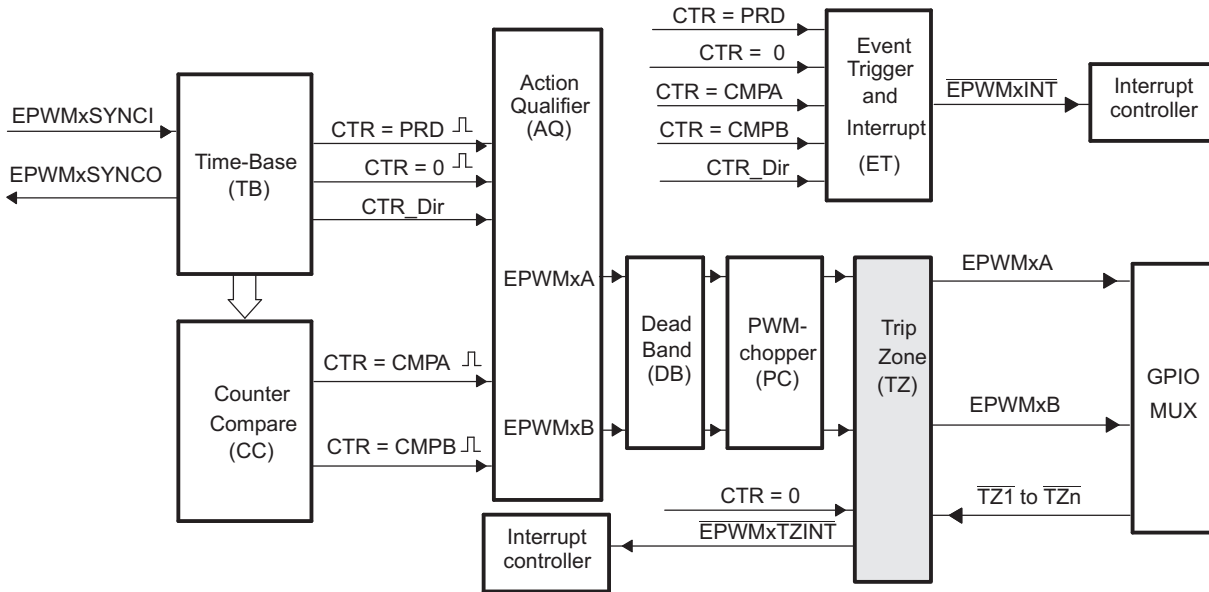 EPWMxSYNCI
EPWMxSYNCO
Time-Base
(TB)
CTR = PRD
CTR = 0
CTR_Dir
Counter
Compare
(CC)
CTR = CMPA
CTR = CMPB
Action
Qualifier
(AQ)
EPWMxA
EPWMxB
CTR = PRD
CTR = 0
CTR = CMPA
CTR = CMPB
CTR_Dir
Event
Trigger
and
Interrupt
(ET)
EPWMxINT
Interrupt
controller
Dead
Band
(DB)
PWM-
chopper
(PC)
Trip
Zone
(TZ)
EPWMxA
EPWMxB
TZ1 to TZn
GPIO
MUX
CTR = 0
EPWMxTZINT
Interrupt
controller